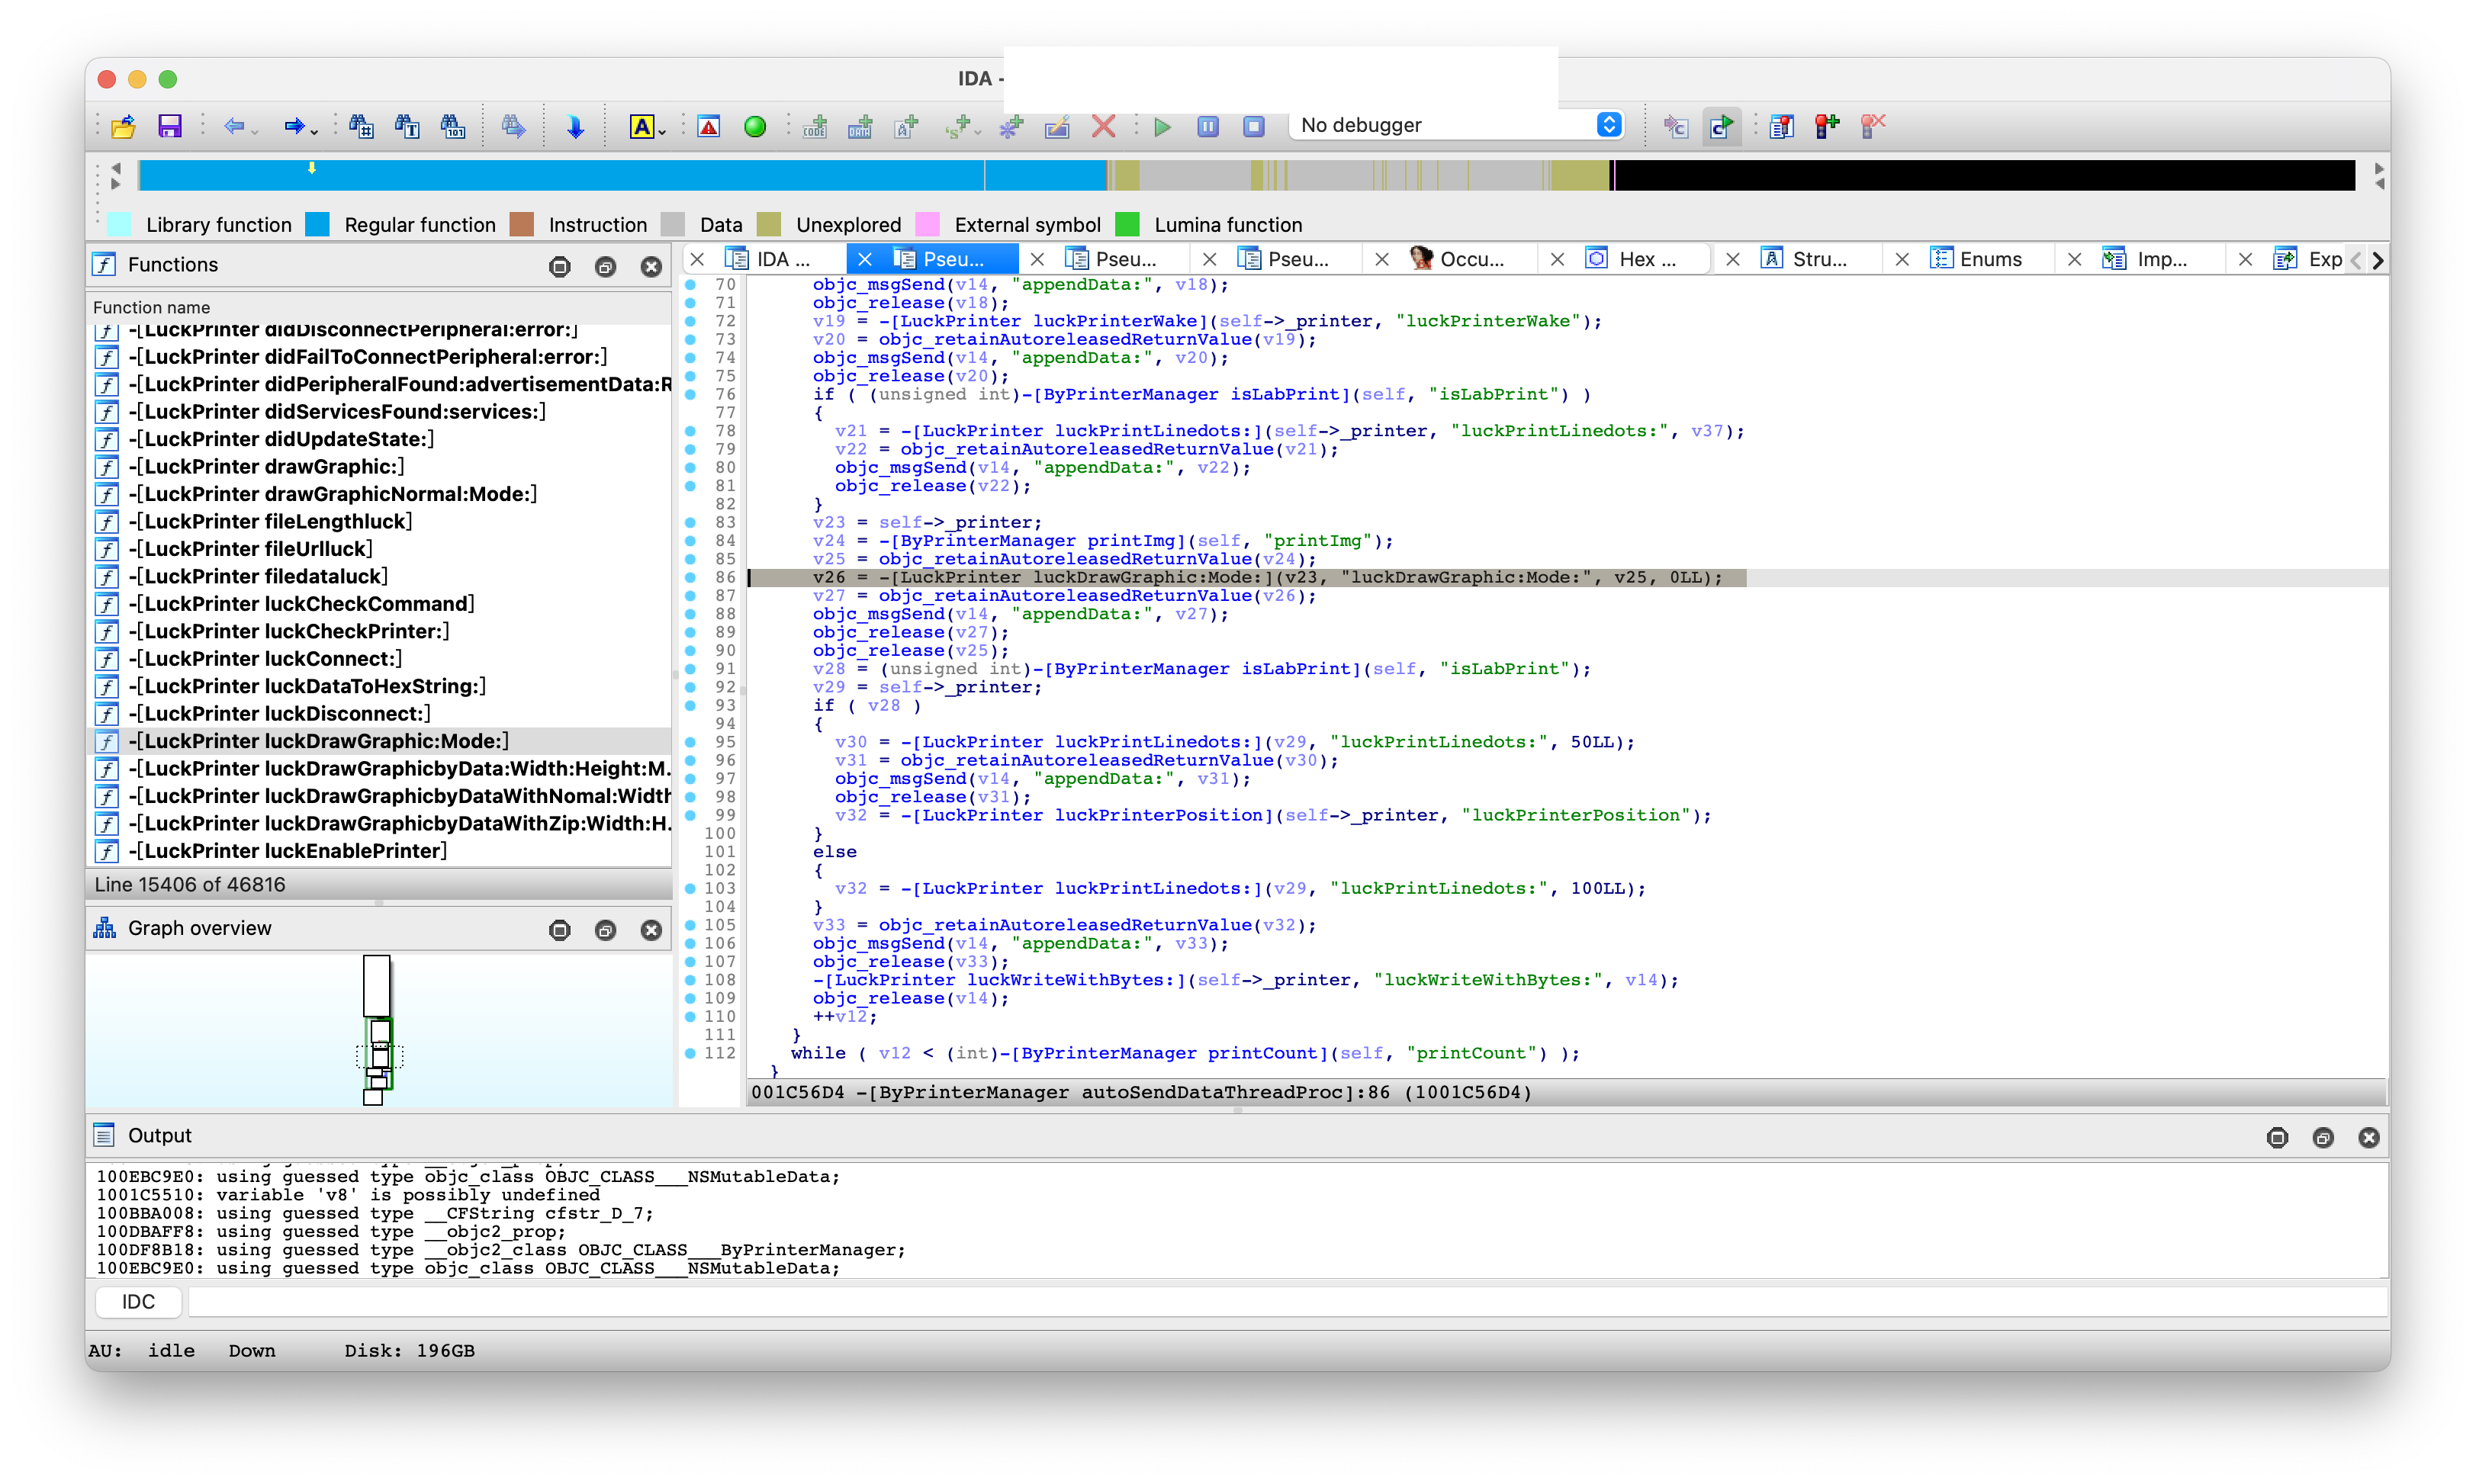 IDA -
No debugger
Library function Regular function Instruction Data Unexplored External symbol Lumina function
Functions
Function name
-[LuckPrinter didDisconnectPeripheral:error:]
-[LuckPrinter didFailToConnectPeripheral:error:]
-[LuckPrinter didPeripheralFound:advertisementData:R
-[LuckPrinter didServicesFound:services:]
-[LuckPrinter didUpdateState:]
-[LuckPrinter drawGraphic:]
-[LuckPrinter drawGraphicNormal:Mode:]
-[LuckPrinter fileLengthluck]
-[LuckPrinter fileUrlluck]
-[LuckPrinter filedataluck]
-[LuckPrinter luckCheckCommand]
-[LuckPrinter luckCheckPrinter:]
-[LuckPrinter luckConnect:]
-[LuckPrinter luckDataToHexString:]
-[LuckPrinter luckDisconnect:]
-[LuckPrinter luckDrawGraphic:Mode:]
-[LuckPrinter luckDrawGraphicbyData:Width:Height:M...
-[LuckPrinter luckDrawGraphicbyDataWithNomal:Width
-[LuckPrinter luckDrawGraphicbyDataWithZip:Width:H...
-[LuckPrinter luckEnablePrinter]
Line 15406 of 46816
Graph overview
IDA ... Pseu... Pseu... Pseu... Occu... Hex ... Stru... Enums Imp... Exp
70 objc_msgSend(v14, "appendData:", v18);
71 objc_release(v18);
72 v19 = -[LuckPrinter luckPrinterWake](self->_printer, "luckPrinterWake");
73 v20 = objc_retainAutoreleasedReturnValue(v19);
74 objc_msgSend(v14, "appendData:", v20);
75 objc_release(v20);
76 if ( (unsigned int)-[ByPrinterManager isLabPrint](self, "isLabPrint") )
77 {
78 v21 = -[LuckPrinter luckPrintLinedots:](self->_printer, "luckPrintLinedots:", v37);
79 v22 = objc_retainAutoreleasedReturnValue(v21);
80 objc_msgSend(v14, "appendData:", v22);
81 objc_release(v22);
82 }
83 v23 = self->_printer;
84 v24 = -[ByPrinterManager printImg](self, "printImg");
85 v25 = objc_retainAutoreleasedReturnValue(v24);
86 v26 = -[LuckPrinter luckDrawGraphic:Mode:](v23, "luckDrawGraphic:Mode:", v25, 0LL);
87 v27 = objc_retainAutoreleasedReturnValue(v26);
88 objc_msgSend(v14, "appendData:", v27);
89 objc_release(v27);
90 objc_release(v25);
91 v28 = (unsigned int)-[ByPrinterManager isLabPrint](self, "isLabPrint");
92 v29 = self->_printer;
93 if ( v28 )
94 {
95 v30 = -[LuckPrinter luckPrintLinedots:](v29, "luckPrintLinedots:", 50LL);
96 v31 = objc_retainAutoreleasedReturnValue(v30);
97 objc_msgSend(v14, "appendData:", v31);
98 objc_release(v31);
99 v32 = -[LuckPrinter luckPrinterPosition](self->_printer, "luckPrinterPosition");
100 }
101 else
102 {
103 v32 = -[LuckPrinter luckPrintLinedots:](v29, "luckPrintLinedots:", 100LL);
104 }
105 v33 = objc_retainAutoreleasedReturnValue(v32);
106 objc_msgSend(v14, "appendData:", v33);
107 objc_release(v33);
108 -[LuckPrinter luckWriteWithBytes:](self->_printer, "luckWriteWithBytes:", v14);
109 objc_release(v14);
110 ++v12;
111 }
112 while ( v12 < (int)-[ByPrinterManager printCount](self, "printCount") );
}
001C56D4 -[ByPrinterManager autoSendDataThreadProc]:86 (1001C56D4)
Output
100EBC9E0: using guessed type objc_class OBJC_CLASS___NSMutableData;
1001C5510: variable 'v8' is possibly undefined
100BBA008: using guessed type __CFString cfstr_D_7;
100DBAFF8: using guessed type __objc2_prop;
100DF8B18: using guessed type __objc2_class OBJC_CLASS___ByPrinterManager;
100EBC9E0: using guessed type objc_class OBJC_CLASS___NSMutableData;
IDC
AU: idle Down Disk: 196GB